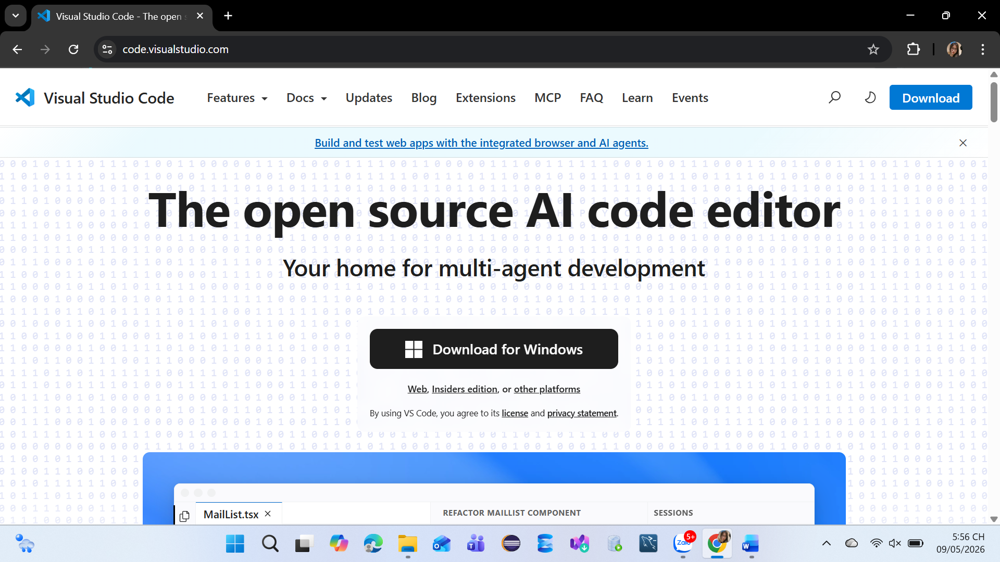 Visual Studio Code - The open s
code.visualstudio.com
Visual Studio Code
Features
Docs
Updates
Blog
Extensions
MCP
FAQ
Learn
Events
Download
Build and test web apps with the integrated browser and AI agents.
The open source AI code editor
Your home for multi-agent development
Download for Windows
Web, Insiders edition, or other platforms
By using VS Code, you agree to its license and privacy statement.
MailList.tsx
REFACTOR MAILLIST COMPONENT
SESSIONS
Zalo
5+
5:56 CH
09/05/2026